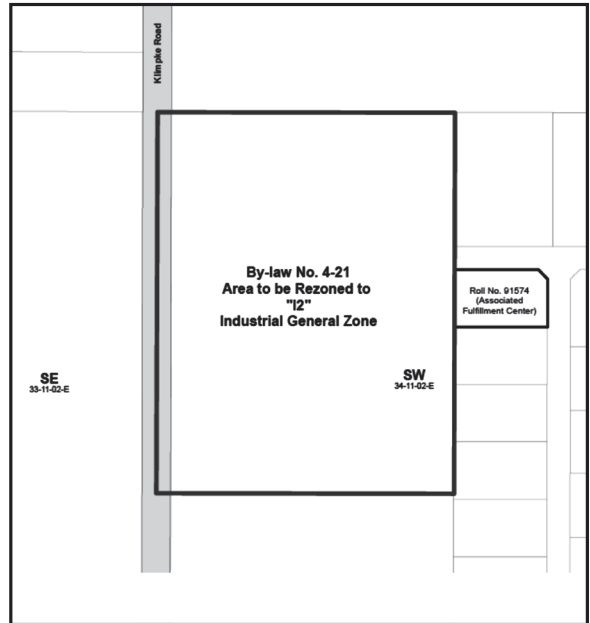 Klimpke Road
By-law No. 4-21
Area to be Rezoned to
"I2"
Industrial General Zone
Roll No. 91574
(Associated
Fulfillment Center)
SE
33-11-02-E
SW
34-11-02-E